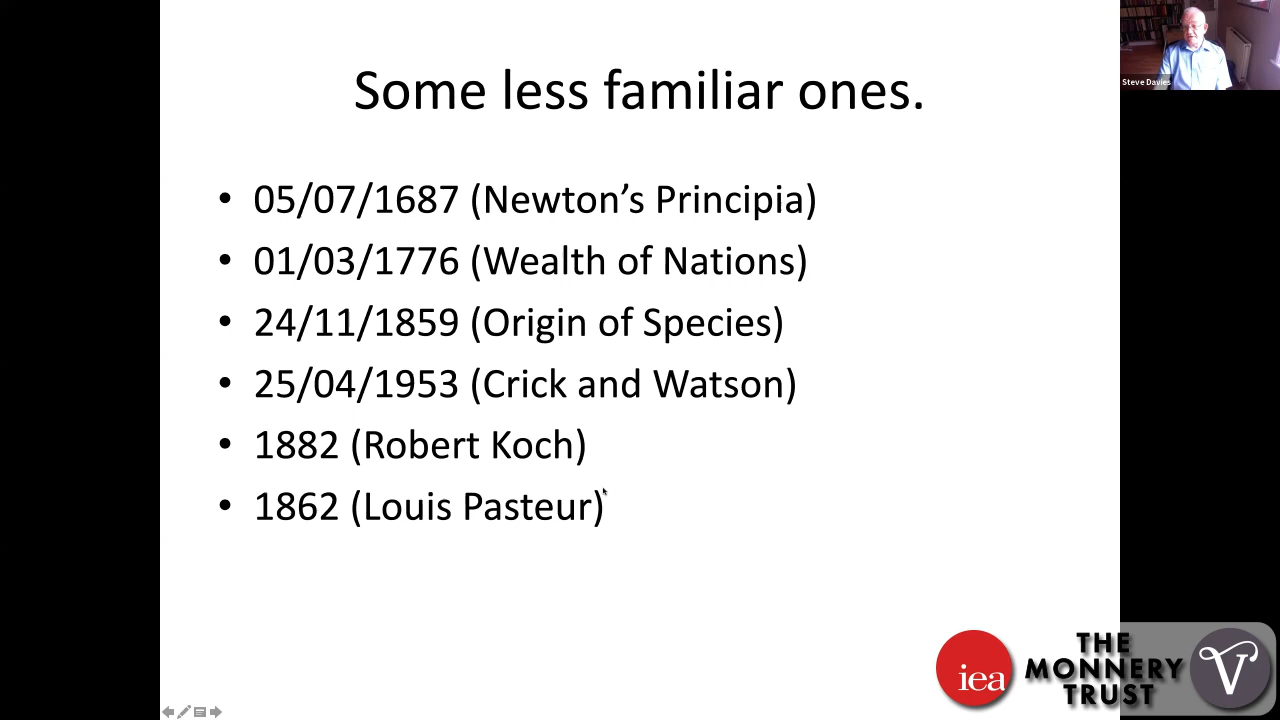 Some less familiar ones.
• 05/07/1687 (Newton’s Principia)
• 01/03/1776 (Wealth of Nations)
• 24/11/1859 (Origin of Species)
• 25/04/1953 (Crick and Watson)
• 1882 (Robert Koch)
• 1862 (Louis Pasteur)
Steve Davies
iea
THE
MONNERY
TRUST
V